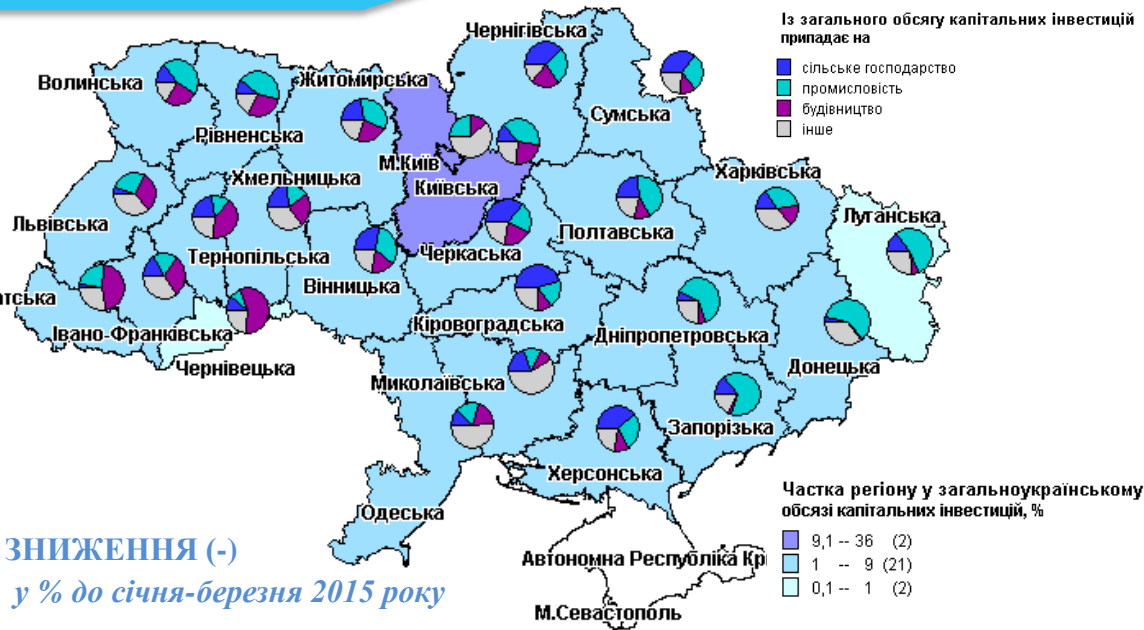 Із загального обсягу капітальних інвестицій
припадає на
сільське господарство
промисловість
будівництво
інше
Чернігівська
Волинська
Житомирська
Сумська
Рівненська
М.Київ
Харківська
Хмельницька
Київська
Львівська
Луганська
Полтавська
Тернопільська
Черкаська
Вінницька
атська
Івано-Франківська
Кіровоградська
Дніпропетровська
Чернівецька
Донецька
Миколаївська
Запорізька
Херсонська
Одеська
Частка регіону у загальноукраїнському
обсязі капітальних інвестицій, %
9,1 -- 36 (2)
1 -- 9 (21)
0,1 -- 1 (2)
ЗНИЖЕННЯ (-)
у % до січня-березня 2015 року
Автономна Республіка Кр
М.Севастополь